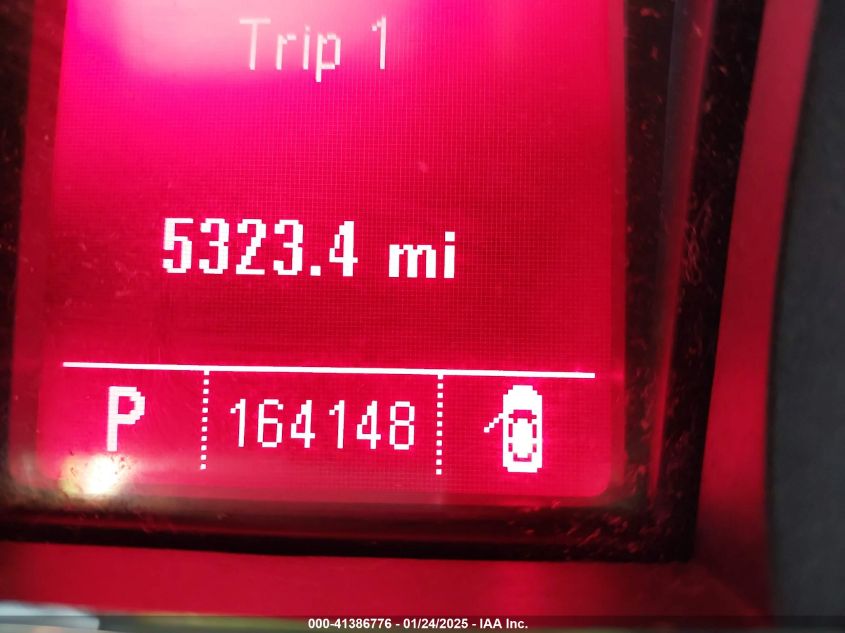 Trip 1
5323.4 mi
P 164148
000-41386776 - 01/24/2025 - IAA Inc.